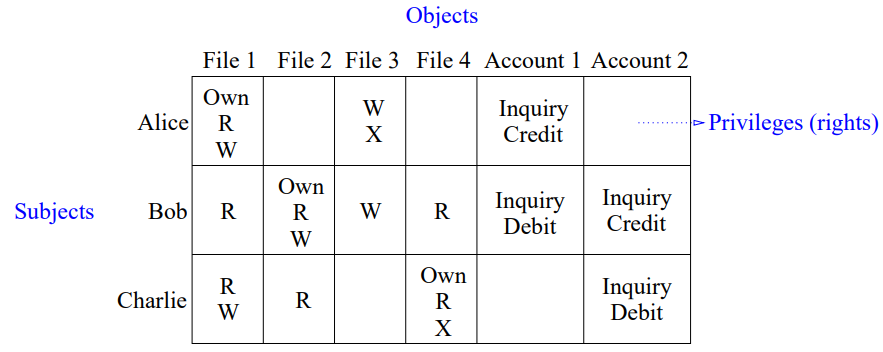 Objects
File 1 File 2 File 3 File 4 Account 1 Account 2
Alice
Own
R
W
W
X
Inquiry
Credit
Privileges (rights)
Subjects
Bob
R
Own
R
W
W
R
Inquiry
Debit
Inquiry
Credit
Charlie
R
W
R
Own
R
X
Inquiry
Debit